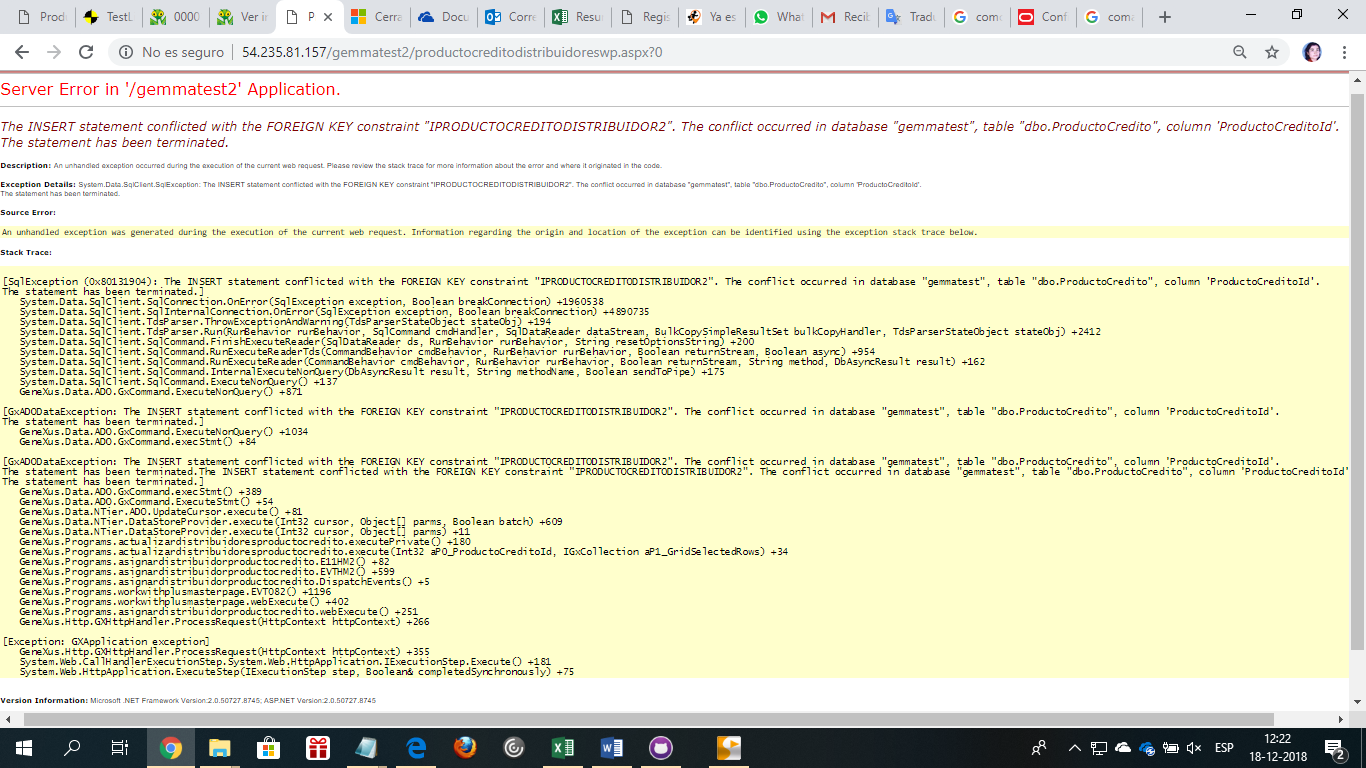 Prodi
TestL
0000
Ver ir
P
Cerra
Docu
Corre
Resu
Regis
Ya es
What
Recib
Tradu
como
Conf
com
No es seguro | 54.235.81.157/gemmatest2/productocreditodistribuidoreswp.aspx?0
Server Error in '/gemmatest2' Application.
The INSERT statement conflicted with the FOREIGN KEY constraint "IPRODUCTOCREDITODISTRIBUIDOR2". The conflict occurred in database "gemmatest", table "dbo.ProductoCredito", column 'ProductoCreditoId'.
The statement has been terminated.
Description: An unhandled exception occurred during the execution of the current web request. Please review the stack trace for more information about the error and where it originated in the code.
Exception Details: System.Data.SqlClient.SqlException: The INSERT statement conflicted with the FOREIGN KEY constraint "IPRODUCTOCREDITODISTRIBUIDOR2". The conflict occurred in database "gemmatest", table "dbo.ProductoCredito", column 'ProductoCreditoId'.
The statement has been terminated.
Source Error:
An unhandled exception was generated during the execution of the current web request. Information regarding the origin and location of the exception can be identified using the exception stack trace below.
Stack Trace:
[SqlException (0x80131904): The INSERT statement conflicted with the FOREIGN KEY constraint "IPRODUCTOCREDITODISTRIBUIDOR2". The conflict occurred in database "gemmatest", table "dbo.ProductoCredito", column 'ProductoCreditoId'.
The statement has been terminated.]
System.Data.SqlClient.SqlConnection.OnError(SqlException exception, Boolean breakConnection) +1960538
System.Data.SqlClient.SqlInternalConnection.OnError(SqlException exception, Boolean breakConnection) +4890735
System.Data.SqlClient.TdsParser.ThrowExceptionAndWarning(TdsParserStateObject stateObj) +194
System.Data.SqlClient.TdsParser.Run(RunBehavior runBehavior, SqlCommand cmdHandler, SqlDataReader dataStream, BulkCopySimpleResultSet bulkCopyHandler, TdsParserStateObject stateObj) +2412
System.Data.SqlClient.SqlCommand.FinishExecuteReader(SqlDataReader ds, RunBehavior runBehavior, String resetOptionsString) +200
System.Data.SqlClient.SqlCommand.RunExecuteReaderTds(CommandBehavior cmdBehavior, RunBehavior runBehavior, Boolean returnStream, Boolean async) +954
System.Data.SqlClient.SqlCommand.RunExecuteReader(CommandBehavior cmdBehavior, RunBehavior runBehavior, Boolean returnStream, String method, DbAsyncResult result) +162
System.Data.SqlClient.SqlCommand.InternalExecuteNonQuery(DbAsyncResult result, String methodName, Boolean sendToPipe) +175
System.Data.SqlClient.SqlCommand.ExecuteNonQuery() +137
GeneXus.Data.ADO.GxCommand.ExecuteNonQuery() +871
[GxADODataException: The INSERT statement conflicted with the FOREIGN KEY constraint "IPRODUCTOCREDITODISTRIBUIDOR2". The conflict occurred in database "gemmatest", table "dbo.ProductoCredito", column 'ProductoCreditoId'.
The statement has been terminated.]
GeneXus.Data.ADO.GxCommand.ExecuteNonQuery() +1034
GeneXus.Data.ADO.GxCommand.execStmt() +84
[GxADODataException: The INSERT statement conflicted with the FOREIGN KEY constraint "IPRODUCTOCREDITODISTRIBUIDOR2". The conflict occurred in database "gemmatest", table "dbo.ProductoCredito", column 'ProductoCreditoId'.
The statement has been terminated.The INSERT statement conflicted with the FOREIGN KEY constraint "IPRODUCTOCREDITODISTRIBUIDOR2". The conflict occurred in database "gemmatest", table "dbo.ProductoCredito", column 'ProductoCreditoId'
The statement has been terminated.]
GeneXus.Data.ADO.GxCommand.execStmt() +389
GeneXus.Data.ADO.GxCommand.ExecuteStmt() +54
GeneXus.Data.NTier.ADO.UpdateCursor.execute() +81
GeneXus.Data.NTier.DataStoreProvider.execute(Int32 cursor, Object[] parms, Boolean batch) +609
GeneXus.Data.NTier.DataStoreProvider.execute(Int32 cursor, Object[] parms) +11
GeneXus.Programs.actualizardistribuidoresproductocredito.executePrivate() +180
GeneXus.Programs.actualizardistribuidoresproductocredito.execute(Int32 aP0_ProductoCreditoId, IGxCollection aP1_GridSelectedRows) +34
GeneXus.Programs.asignardistribuidorproductocredito.E11HM2() +82
GeneXus.Programs.asignardistribuidorproductocredito.EVTHM2() +599
GeneXus.Programs.asignardistribuidorproductocredito.DispatchEvents() +5
GeneXus.Programs.workwithplusmasterpage.EVT082() +1196
GeneXus.Programs.workwithplusmasterpage.webExecute() +402
GeneXus.Programs.asignardistribuidorproductocredito.webExecute() +251
GeneXus.Http.GXHttpHandler.ProcessRequest(HttpContext httpContext) +266
[Exception: GXApplication exception]
GeneXus.Http.GXHttpHandler.ProcessRequest(HttpContext httpContext) +355
System.Web.CallHandlerExecutionStep.System.Web.HttpApplication.IExecutionStep.Execute() +181
System.Web.HttpApplication.ExecuteStep(IExecutionStep step, Boolean& completedSynchronously) +75
Version Information: Microsoft .NET Framework Version:2.0.50727.8745; ASP.NET Version:2.0.50727.8745
ESP
12:22
18-12-2018
2